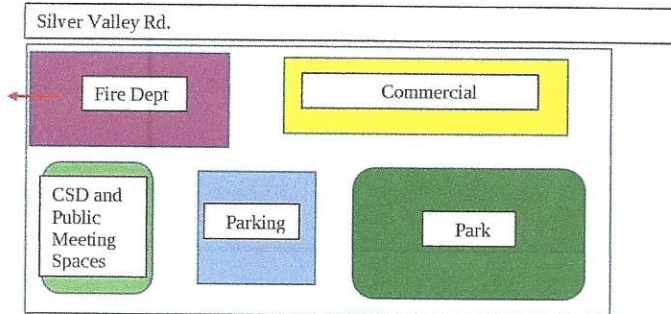 Silver Valley Rd.
Fire Dept
Commercial
CSD and
Public
Meeting
Spaces
Parking
Park